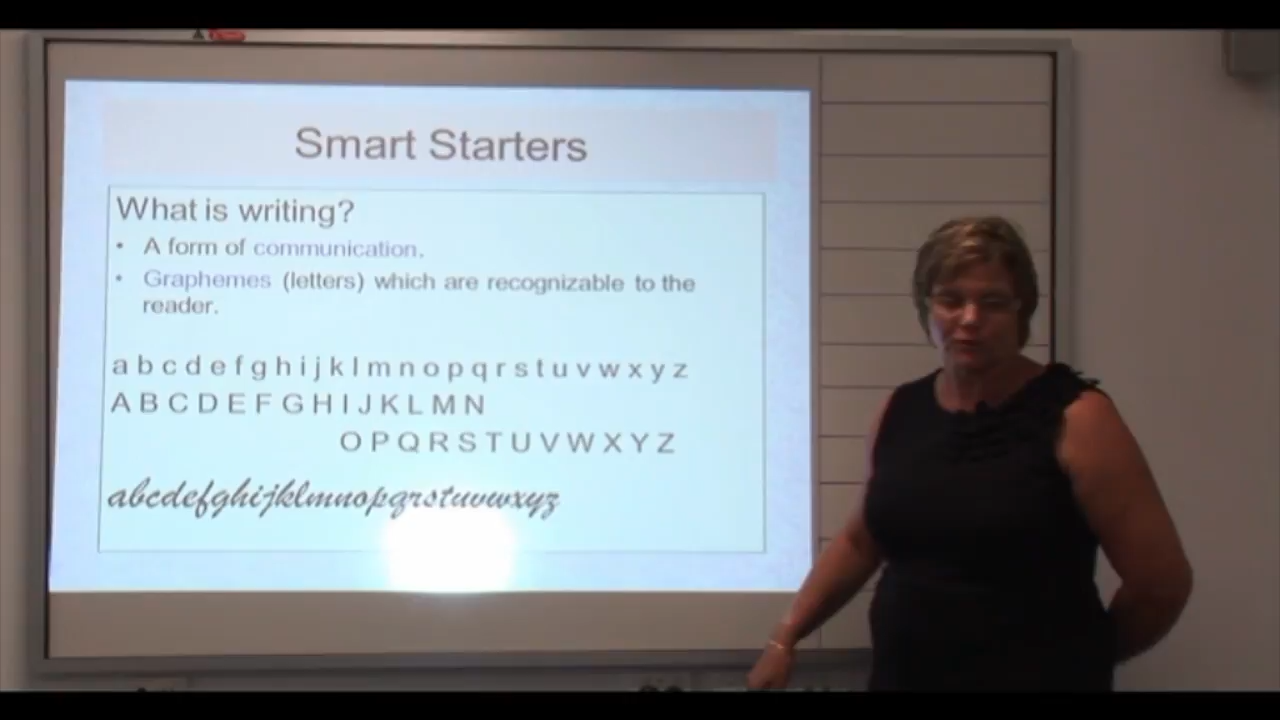 Smart Starters
What is writing?
• A form of communication.
• Graphemes (letters) which are recognizable to the
reader.
a b c d e f g h i j k l m n o p q r s t u v w x y z
A B C D E F G H I J K L M N
O P Q R S T U V W X Y Z
abcdefghijklmnopqrstuvwxyz